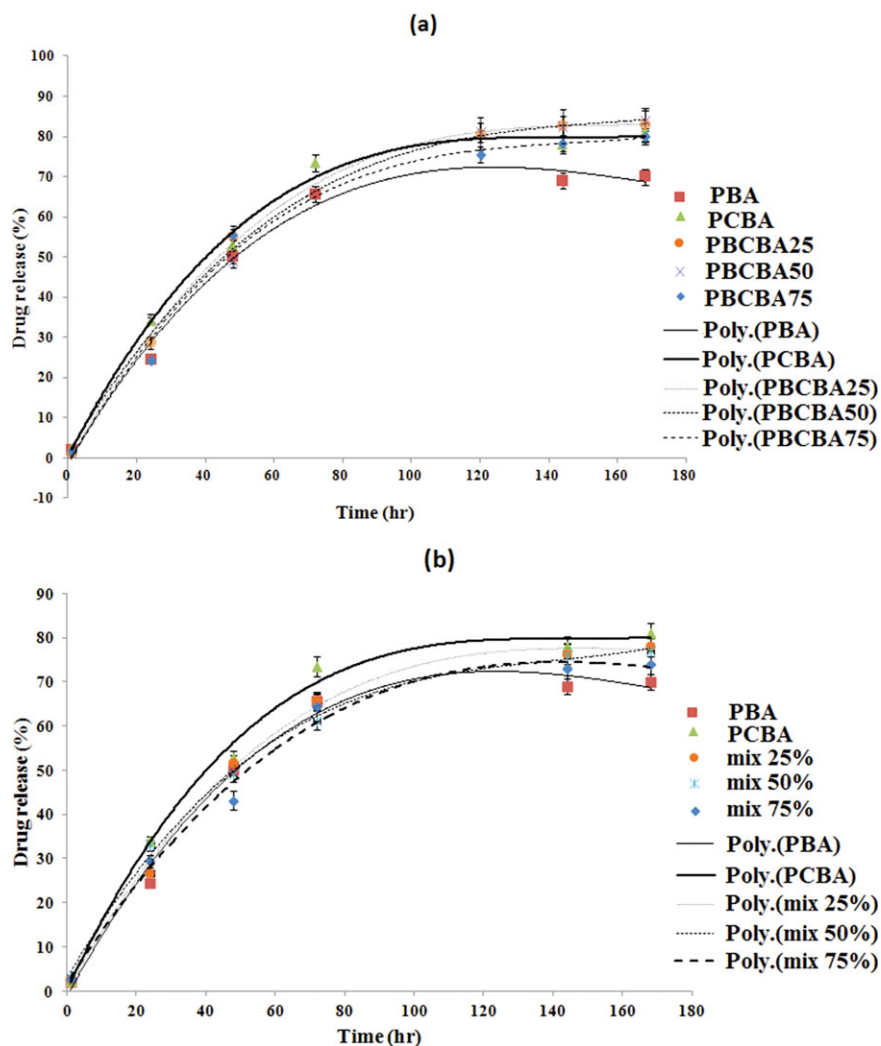 (a)
Drug release (%)
100
90
80
70
60
50
40
30
20
10
0
-10
0 20 40 60 80 100 120 140 160 180
Time (hr)
PBA
PCBA
PBCBA25
PBCBA50
PBCBA75
Poly.(PBA)
Poly.(PCBA)
Poly.(PBCBA25)
Poly.(PBCBA50)
Poly.(PBCBA75)
(b)
Drug release (%)
90
80
70
60
50
40
30
20
10
0
0 20 40 60 80 100 120 140 160 180
Time (hr)
PBA
PCBA
mix 25%
mix 50%
mix 75%
Poly.(PBA)
Poly.(PCBA)
Poly.(mix 25%)
Poly.(mix 50%)
Poly.(mix 75%)